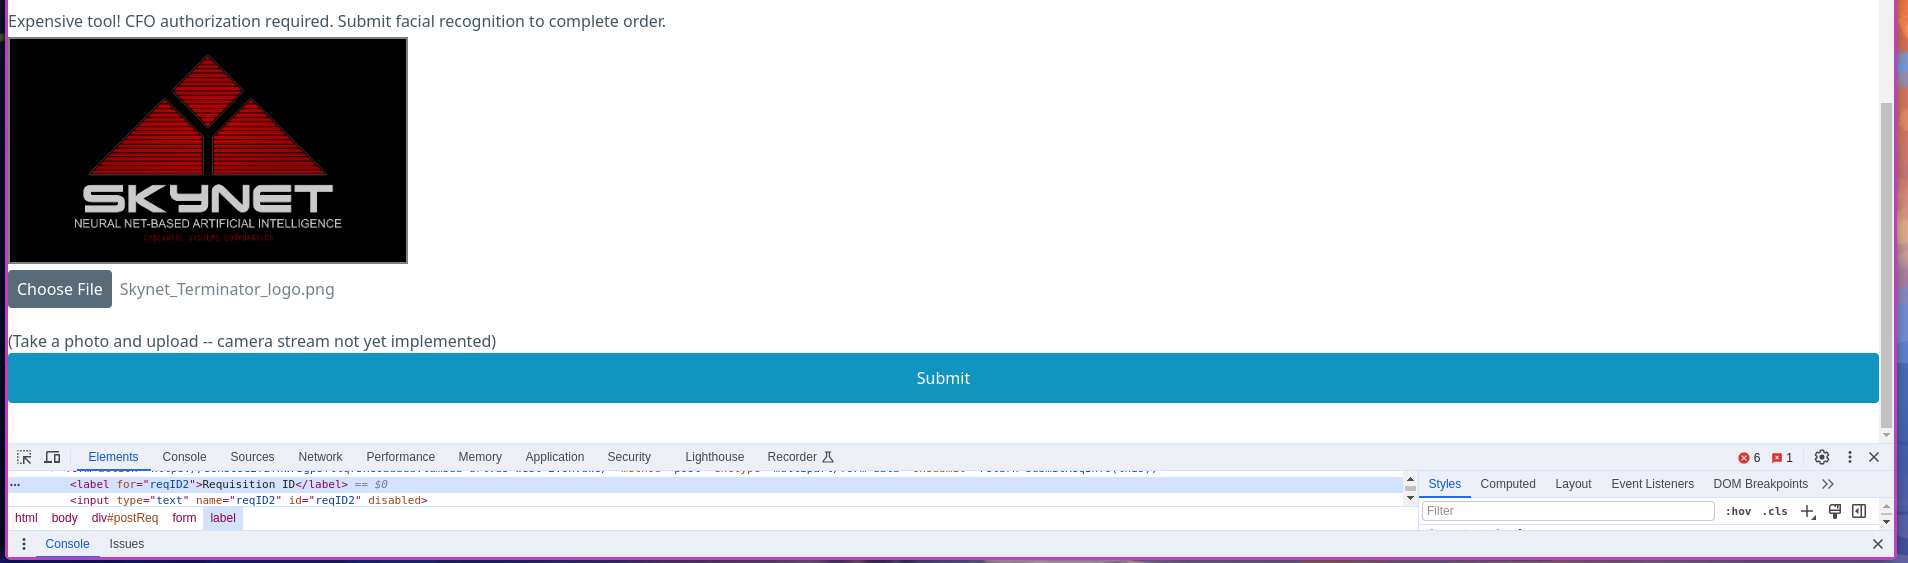 Expensive tool! CFO authorization required. Submit facial recognition to complete order.
SKYNET
NEURAL NET-BASED ARTIFICIAL INTELLIGENCE
CYBERDYNE SYSTEMS CORPORATION
Choose File Skynet_Terminator_logo.png
(Take a photo and upload -- camera stream not yet implemented)
Submit
Elements Console Sources Network Performance Memory Application Security Lighthouse Recorder 6 1
<label for="reqID2">Requisition ID</label> == $0
<input type="text" name="reqID2" id="reqID2" disabled>
html body div#postReq form label
Styles Computed Layout Event Listeners DOM Breakpoints
Filter :hov .cls
Console Issues